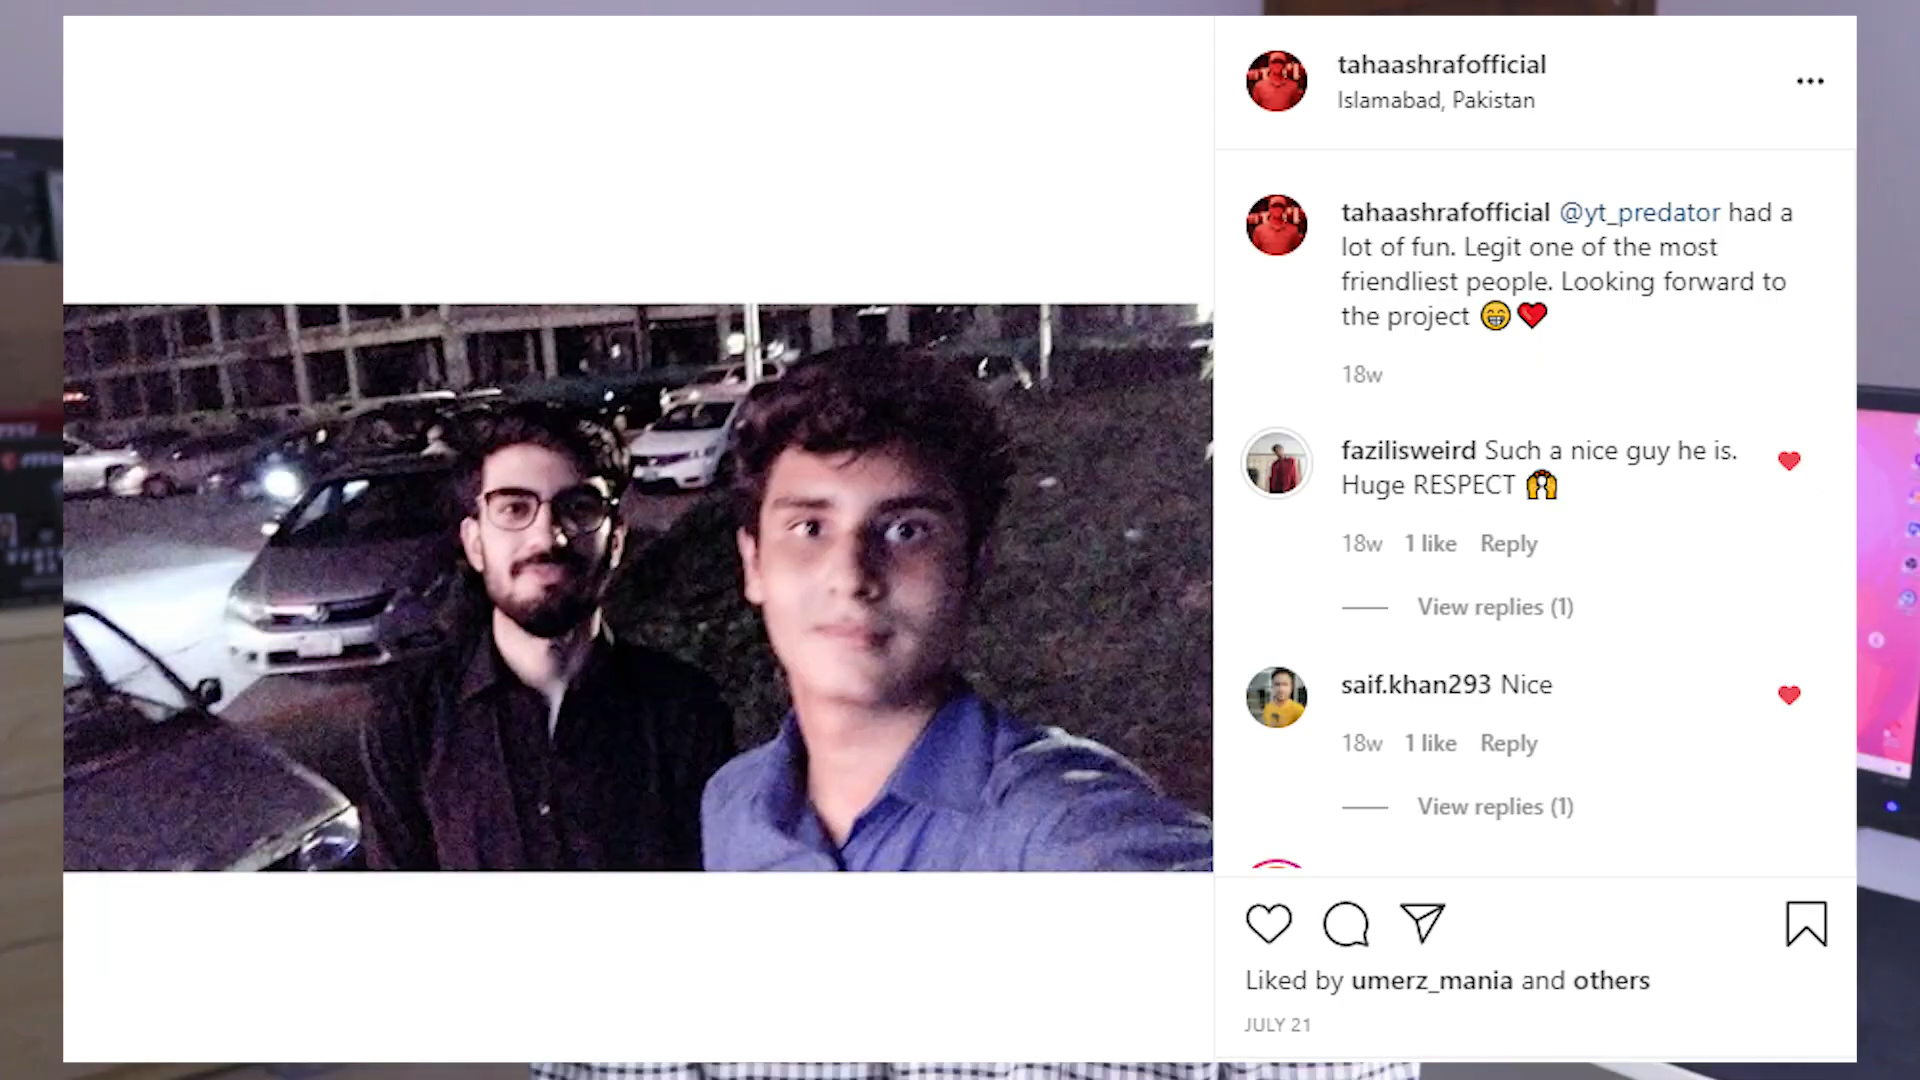 tahaashrafofficial
Islamabad, Pakistan
tahaashrafofficial @yt_predator had a
lot of fun. Legit one of the most
friendliest people. Looking forward to
the project 😁❤️
18w
fazilisweird Such a nice guy he is.
Huge RESPECT 🙌
18w 1 like Reply
View replies (1)
saif.khan293 Nice
18w 1 like Reply
View replies (1)
Liked by umerz_mania and others
JULY 21